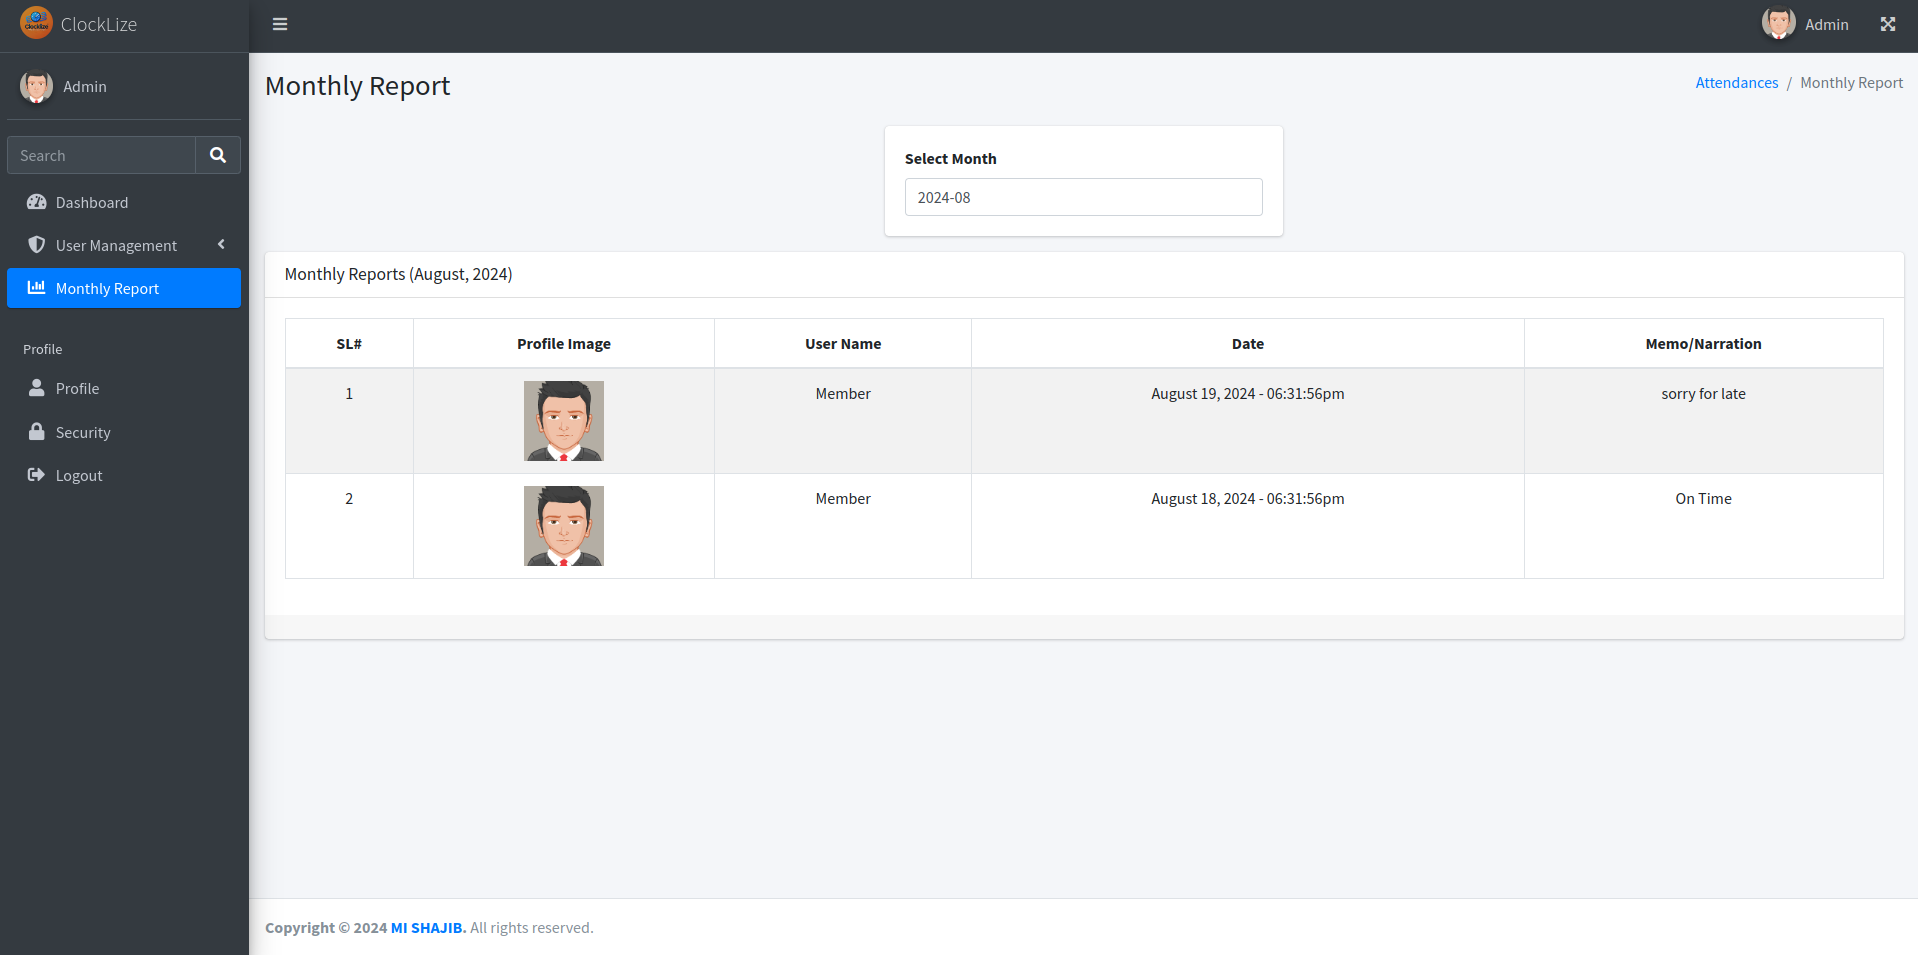 ClockLize
Admin
Admin
Search
Dashboard
User Management
Monthly Report
Profile
Profile
Security
Logout
Monthly Report
Attendances / Monthly Report
Select Month
2024-08
Monthly Reports (August, 2024)
SL# Profile Image User Name Date Memo/Narration
1 Member August 19, 2024 - 06:31:56pm sorry for late
2 Member August 18, 2024 - 06:31:56pm On Time
Copyright © 2024 MI SHAJIB. All rights reserved.